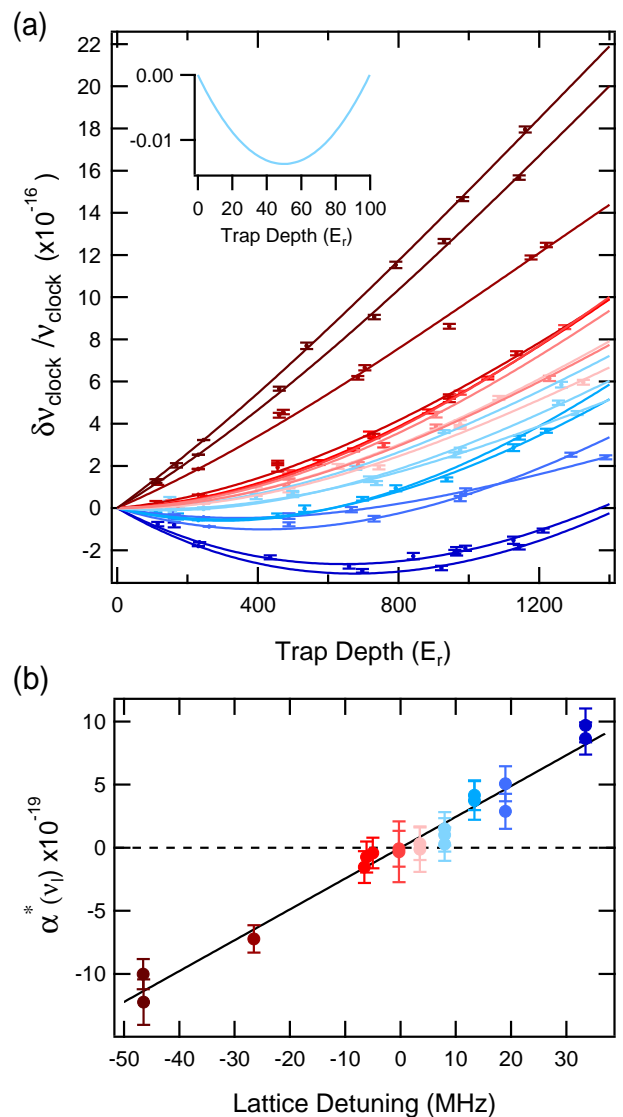 (a)
22
20
18
16
14
12
10
8
6
4
2
0
-2
δν_clock /ν_clock (x10^-16)
0 400 800 1200
Trap Depth (E_r)
0.00
-0.01
0 20 40 60 80 100
Trap Depth (E_r)
(b)
10
5
0
-5
-10
α^* (ν_l) x10^-19
-50 -40 -30 -20 -10 0 10 20 30
Lattice Detuning (MHz)